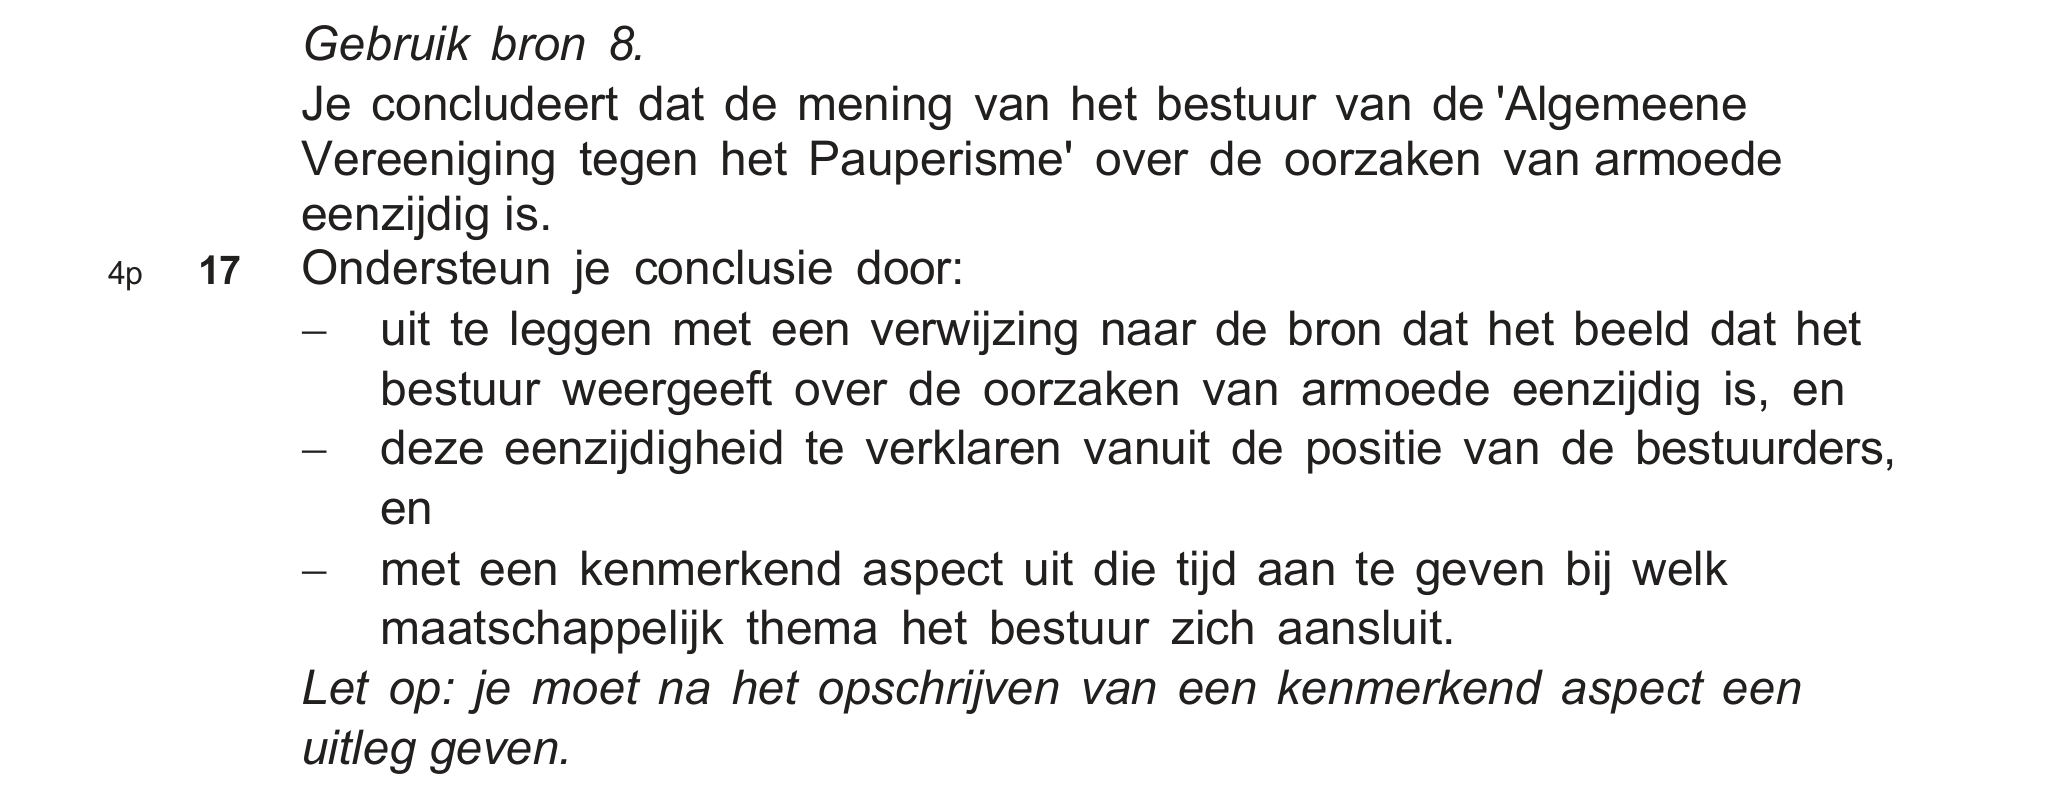 Gebruik bron 8.
Je concludeert dat de mening van het bestuur van de 'Algemeene
Vereeniging tegen het Pauperisme' over de oorzaken van armoede
eenzijdig is.
4p 17 Ondersteun je conclusie door:
– uit te leggen met een verwijzing naar de bron dat het beeld dat het
bestuur weergeeft over de oorzaken van armoede eenzijdig is, en
– deze eenzijdigheid te verklaren vanuit de positie van de bestuurders,
en
– met een kenmerkend aspect uit die tijd aan te geven bij welk
maatschappelijk thema het bestuur zich aansluit.
Let op: je moet na het opschrijven van een kenmerkend aspect een
uitleg geven.